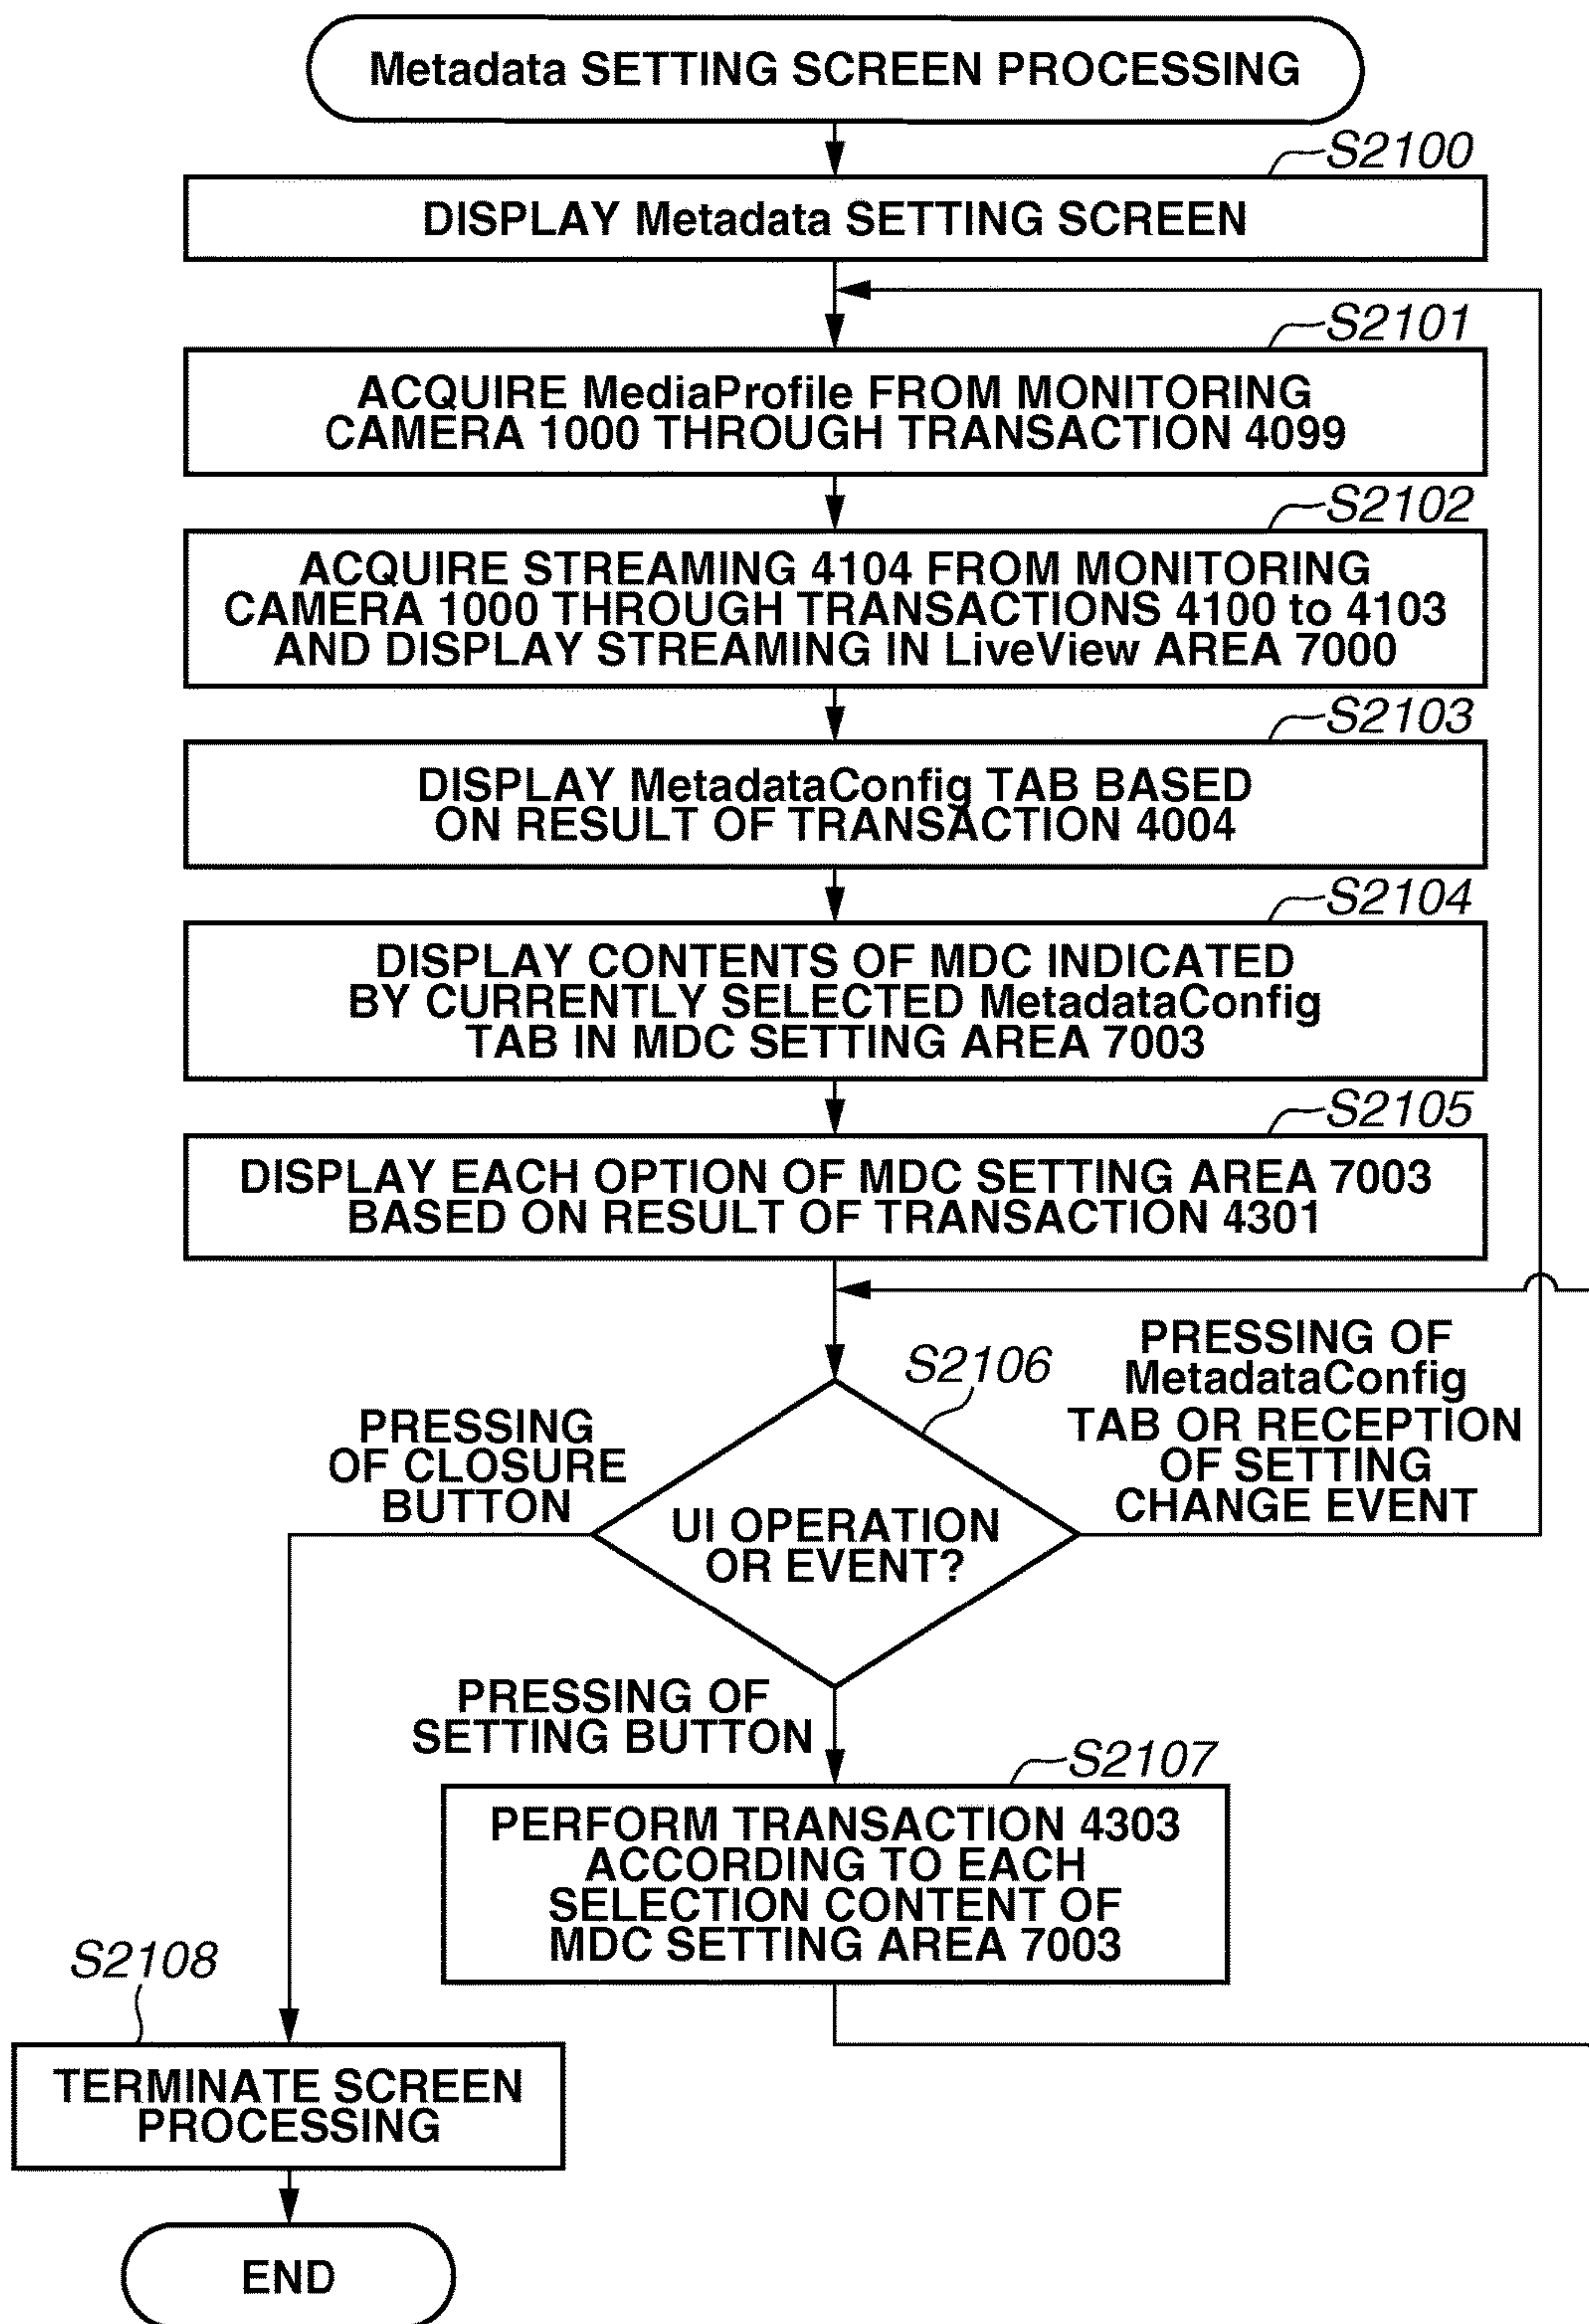 Metadata SETTING SCREEN PROCESSING
S2100
DISPLAY Metadata SETTING SCREEN
S2101
ACQUIRE MediaProfile FROM MONITORING
CAMERA 1000 THROUGH TRANSACTION 4099
S2102
ACQUIRE STREAMING 4104 FROM MONITORING
CAMERA 1000 THROUGH TRANSACTIONS 4100 to 4103
AND DISPLAY STREAMING IN LiveView AREA 7000
S2103
DISPLAY MetadataConfig TAB BASED
ON RESULT OF TRANSACTION 4004
S2104
DISPLAY CONTENTS OF MDC INDICATED
BY CURRENTLY SELECTED MetadataConfig
TAB IN MDC SETTING AREA 7003
S2105
DISPLAY EACH OPTION OF MDC SETTING AREA 7003
BASED ON RESULT OF TRANSACTION 4301
S2106
UI OPERATION
OR EVENT?
PRESSING OF
MetadataConfig
TAB OR RECEPTION
OF SETTING
CHANGE EVENT
PRESSING
OF CLOSURE
BUTTON
PRESSING OF
SETTING BUTTON
S2107
PERFORM TRANSACTION 4303
ACCORDING TO EACH
SELECTION CONTENT OF
MDC SETTING AREA 7003
S2108
TERMINATE SCREEN
PROCESSING
END